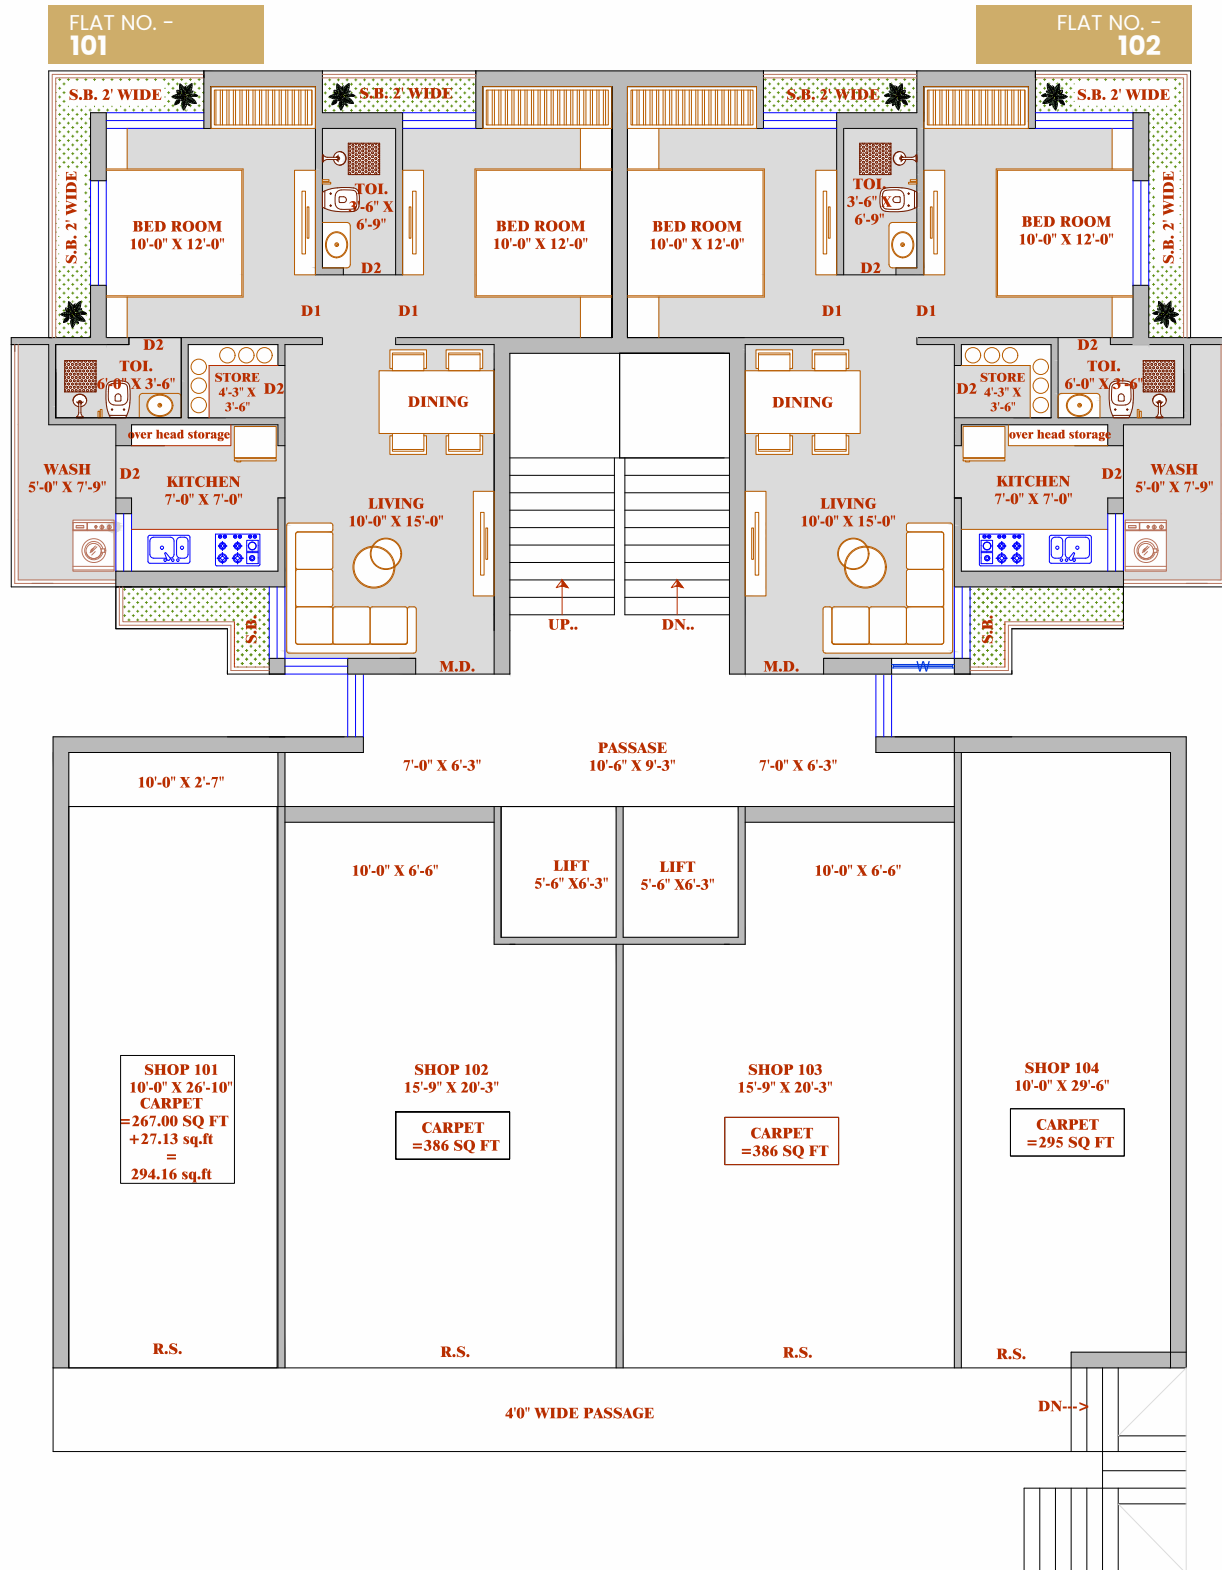 FLAT NO. -
101
FLAT NO. -
102
S.B. 2' WIDE
S.B. 2' WIDE
S.B. 2' WIDE
S.B. 2' WIDE
S.B. 2' WIDE
S.B. 2' WIDE
BED ROOM
10'-0" X 12'-0"
TOI.
3'-6" X
6'-9"
D2
BED ROOM
10'-0" X 12'-0"
BED ROOM
10'-0" X 12'-0"
TOI.
3'-6" X
6'-9"
D2
BED ROOM
10'-0" X 12'-0"
D1
D1
D1
D1
D2
TOI.
6'-0" X 3'-6"
STORE
4'-3" X
3'-6"
D2
DINING
DINING
D2
STORE
4'-3" X
3'-6"
D2
TOI.
6'-0" X 3'-6"
over head storage
over head storage
WASH
5'-0" X 7'-9"
D2
KITCHEN
7'-0" X 7'-0"
LIVING
10'-0" X 15'-0"
LIVING
10'-0" X 15'-0"
KITCHEN
7'-0" X 7'-0"
D2
WASH
5'-0" X 7'-9"
S.B.
UP..
DN..
S.B.
M.D.
M.D.
W
PASSASE
10'-6" X 9'-3"
7'-0" X 6'-3"
7'-0" X 6'-3"
10'-0" X 2'-7"
10'-0" X 6'-6"
LIFT
5'-6" X6'-3"
LIFT
5'-6" X6'-3"
10'-0" X 6'-6"
SHOP 101
10'-0" X 26'-10"
CARPET
=267.00 SQ FT
+27.13 sq.ft
=
294.16 sq.ft
SHOP 102
15'-9" X 20'-3"
CARPET
=386 SQ FT
SHOP 103
15'-9" X 20'-3"
CARPET
=386 SQ FT
SHOP 104
10'-0" X 29'-6"
CARPET
=295 SQ FT
R.S.
R.S.
R.S.
R.S.
4'0" WIDE PASSAGE
DN--->